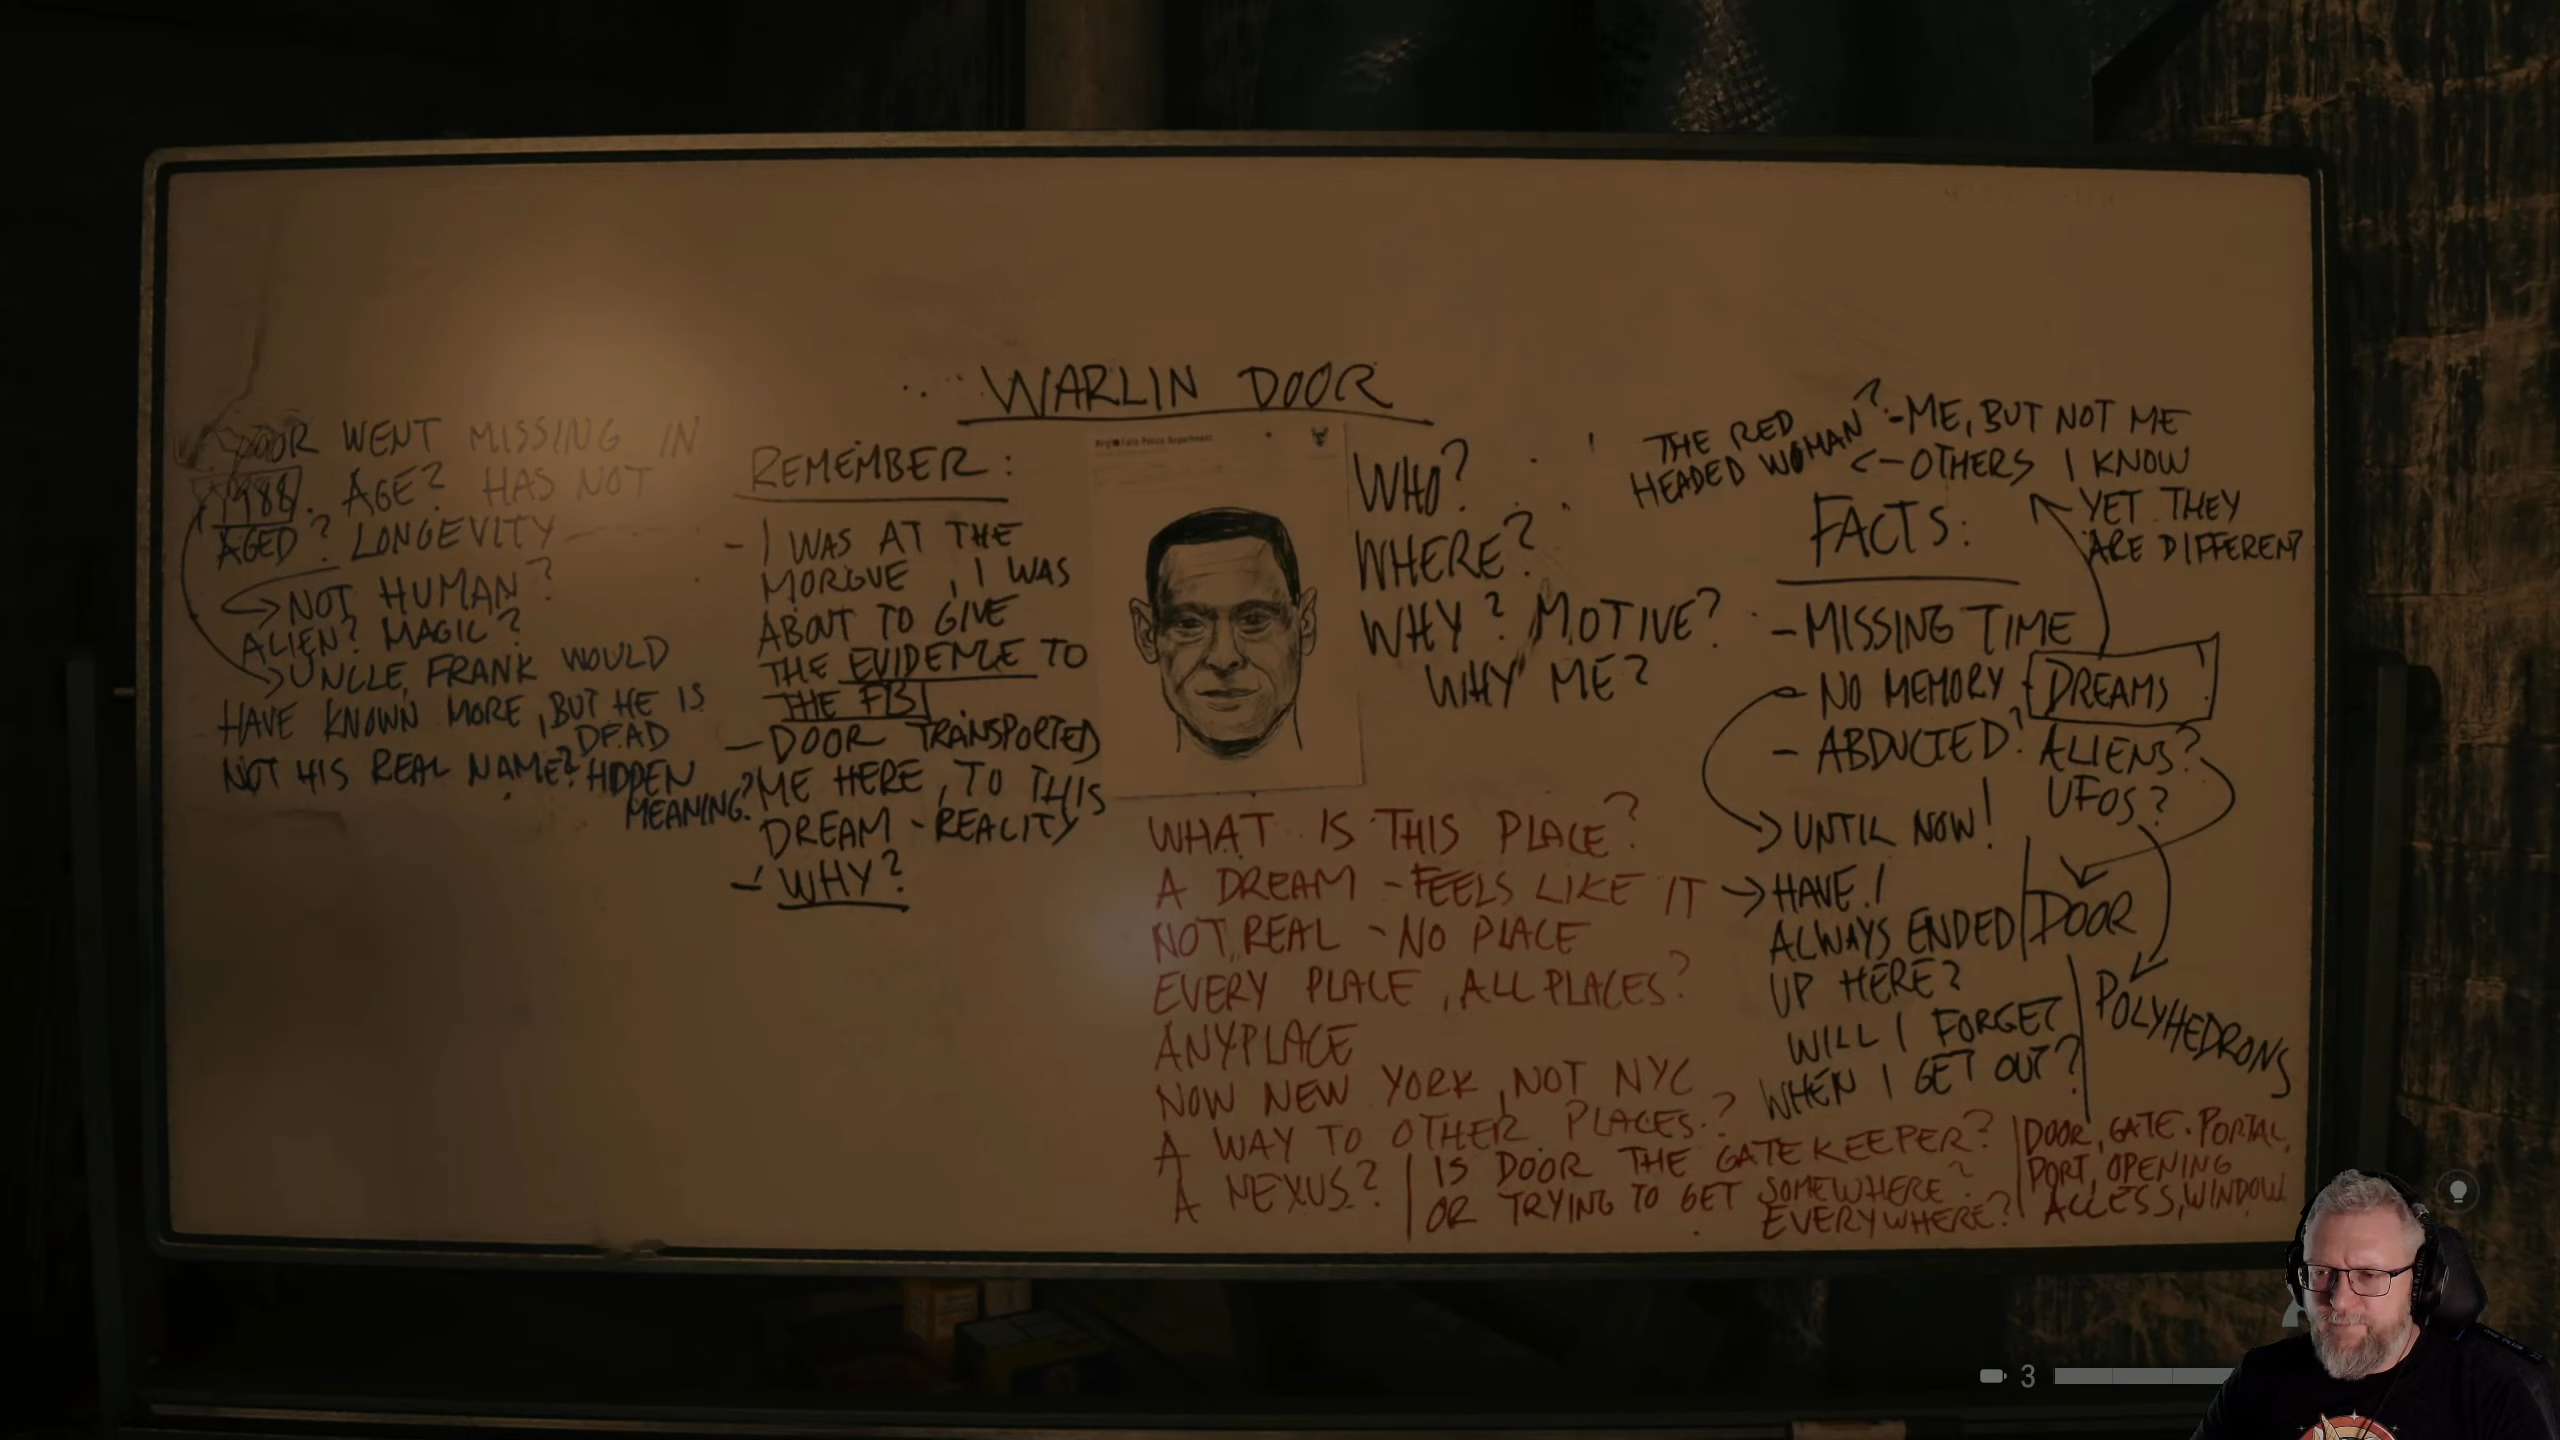 WARLIN DOOR
DOOR WENT MISSING IN
1988. AGE? HAS NOT
AGED? LONGEVITY
NOT HUMAN?
ALIEN? MAGIC?
UNCLE FRANK WOULD
HAVE KNOWN MORE, BUT HE IS
DEAD
NOT HIS REAL NAME? HIDDEN
MEANING?
REMEMBER:
- I WAS AT THE
MORGUE, I WAS
ABOUT TO GIVE
THE EVIDENCE TO
THE FBI
- DOOR TRANSPORTED
ME HERE, TO THIS
DREAM - REALITY
- WHY?
Police Department
WHO?
WHERE?
WHY? MOTIVE?
WHY ME?
THE RED
HEADED WOMAN?
- ME, BUT NOT ME
<- OTHERS I KNOW
YET THEY
ARE DIFFERENT
FACTS:
- MISSING TIME
- NO MEMORY - DREAMS
- ABDUCTED? ALIENS?
UFOS?
UNTIL NOW!
HAVE I
ALWAYS ENDED
UP HERE?
WILL I FORGET
WHEN I GET OUT?
DOOR
POLYHEDRONS
WHAT IS THIS PLACE?
A DREAM - FEELS LIKE IT
NOT REAL - NO PLACE
EVERY PLACE, ALL PLACES?
ANYPLACE
NOW NEW YORK, NOT NYC
A WAY TO OTHER PLACES?
A NEXUS?
IS DOOR THE GATEKEEPER?
OR TRYING TO GET SOMEWHERE?
EVERYWHERE?
DOOR, GATE, PORTAL,
PORT, OPENING
ACCESS, WINDOW
3